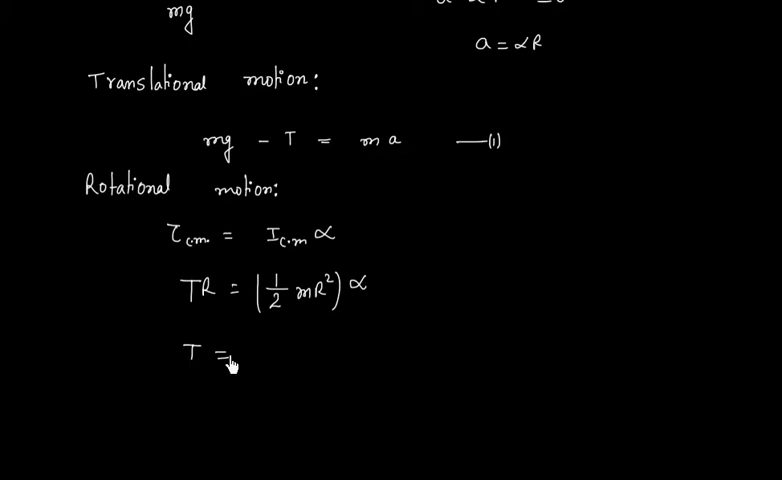 mg
a = αR
Translational motion:
mg - T = ma —(1)
Rotational motion:
τc.m. = Ic.m α
TR = (1/2 mR²) α
T =